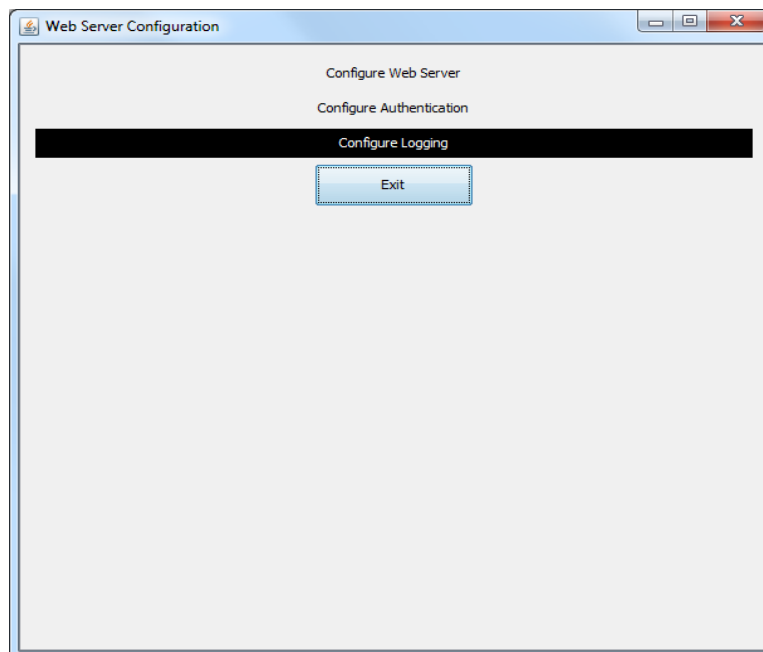 Web Server Configuration
Configure Web Server
Configure Authentication
Configure Logging
Exit